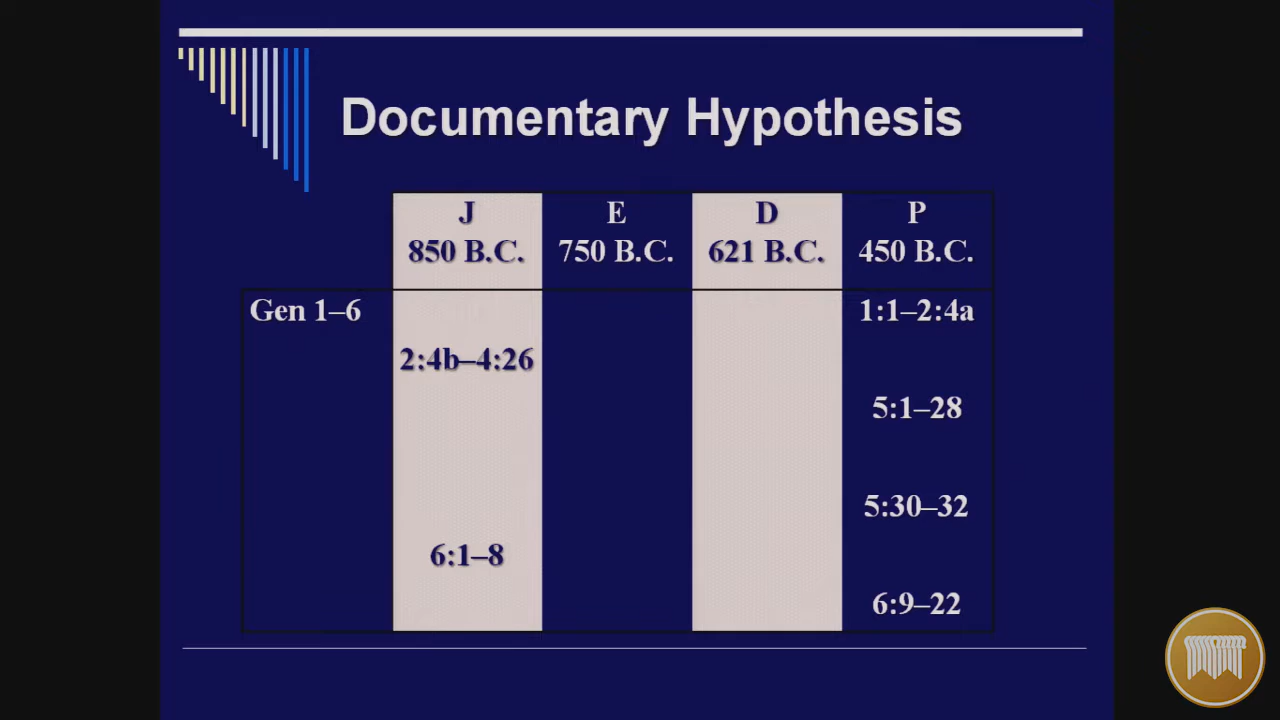 Documentary Hypothesis
J E D P
850 B.C. 750 B.C. 621 B.C. 450 B.C.
Gen 1–6 1:1–2:4a
2:4b–4:26
5:1–28
5:30–32
6:1–8
6:9–22